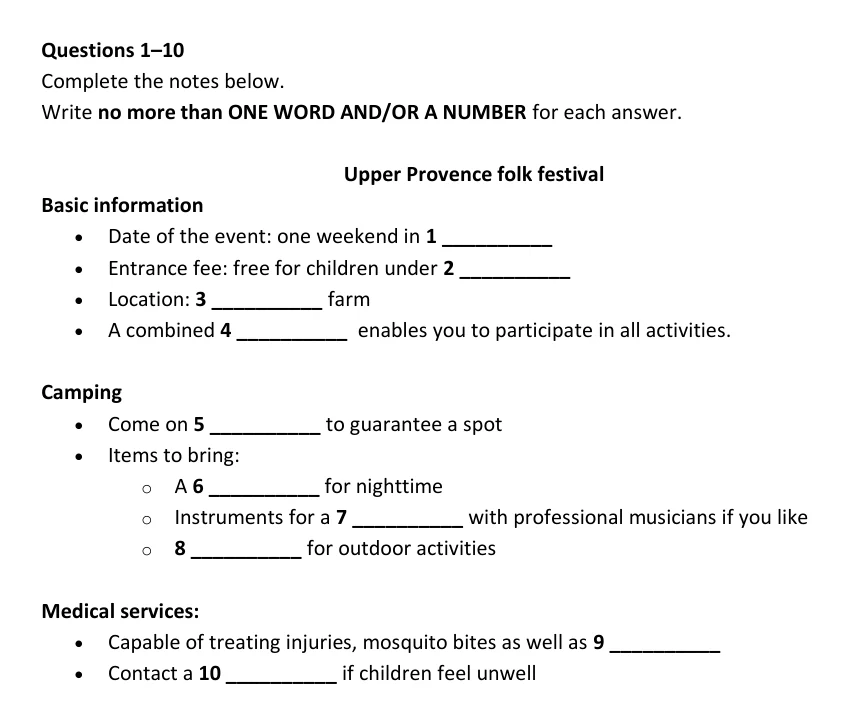 Questions 1–10
Complete the notes below.
Write no more than ONE WORD AND/OR A NUMBER for each answer.
Upper Provence folk festival
Basic information
• Date of the event: one weekend in 1 __________
• Entrance fee: free for children under 2 __________
• Location: 3 __________ farm
• A combined 4 __________ enables you to participate in all activities.
Camping
• Come on 5 __________ to guarantee a spot
• Items to bring:
○ A 6 __________ for nighttime
○ Instruments for a 7 __________ with professional musicians if you like
○ 8 __________ for outdoor activities
Medical services:
• Capable of treating injuries, mosquito bites as well as 9 __________
• Contact a 10 __________ if children feel unwell